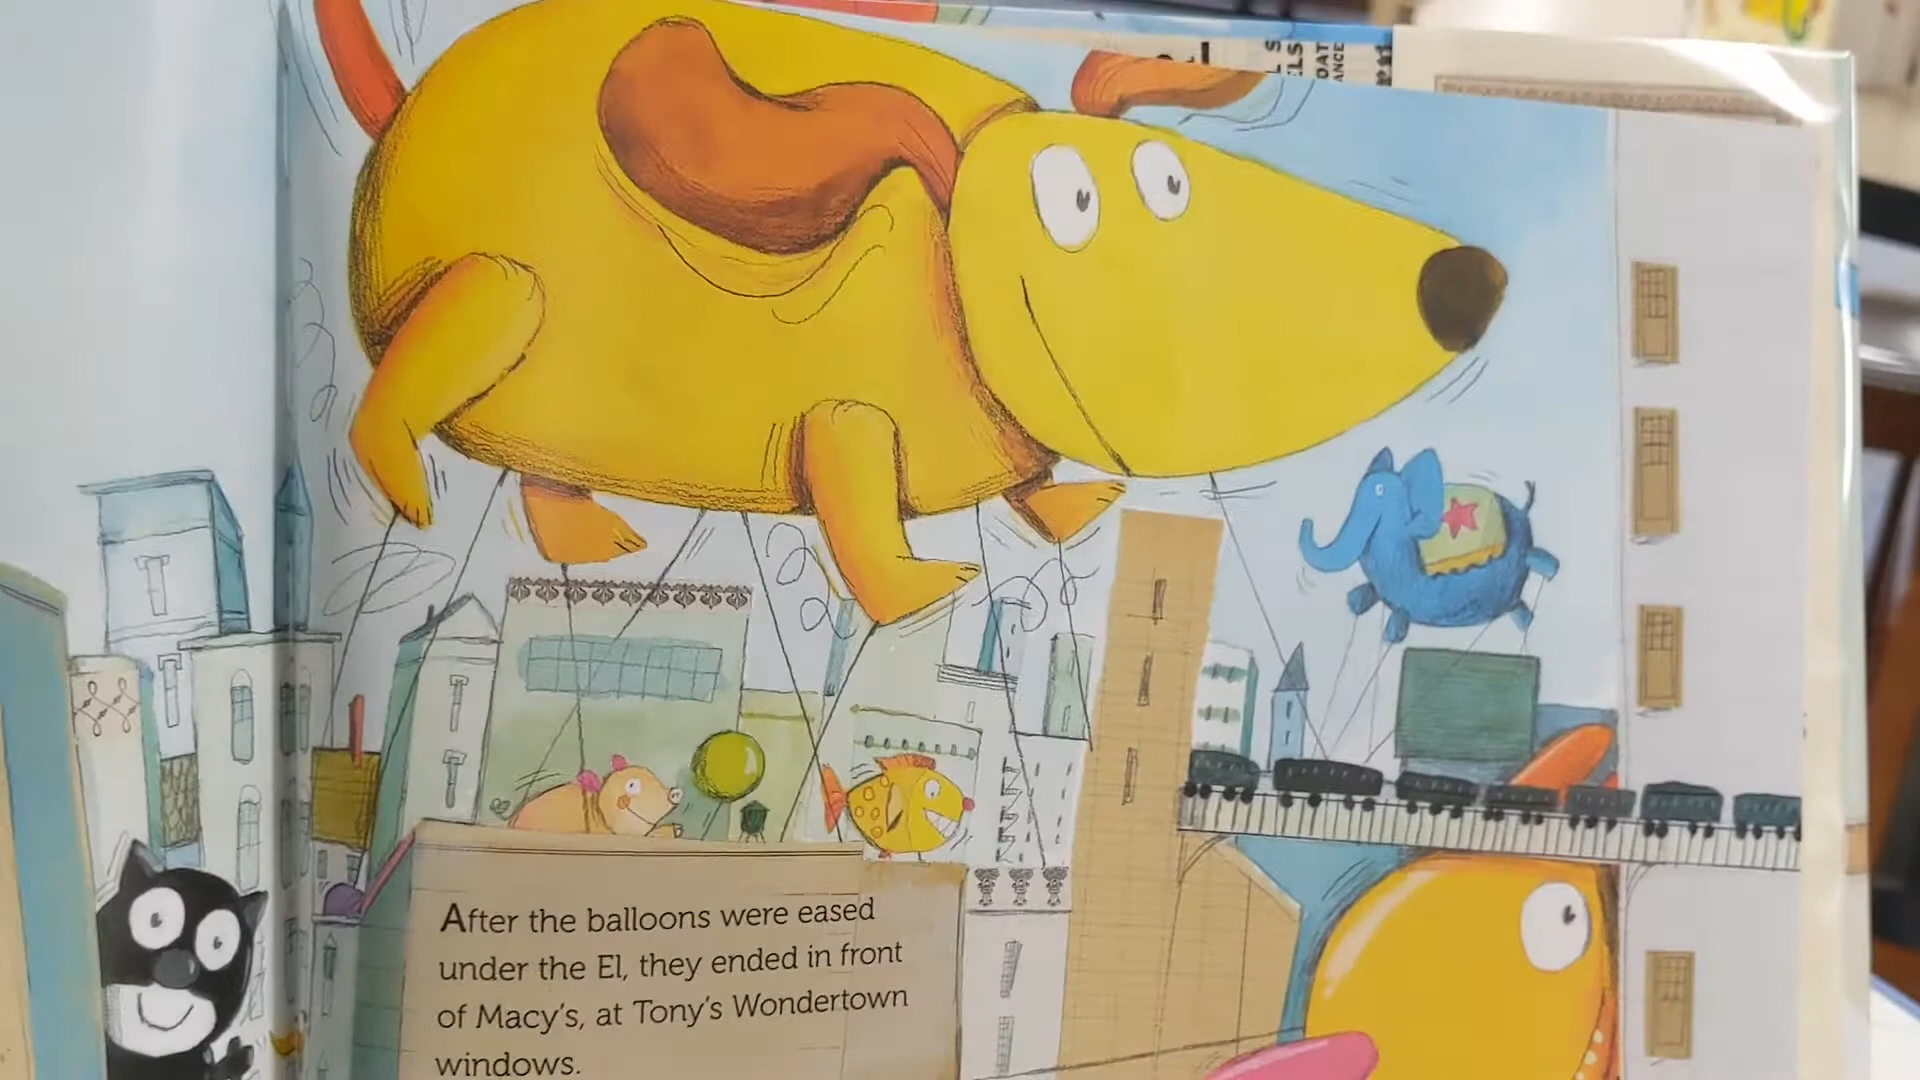 After the balloons were eased
under the El, they ended in front
of Macy's, at Tony's Wondertown
windows.